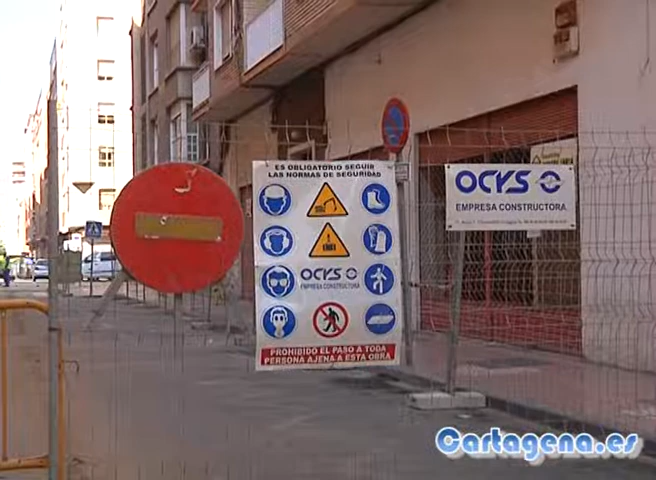 ES OBLIGATORIO SEGUIR
LAS NORMAS DE SEGURIDAD
OCYS
EMPRESA CONSTRUCTORA
PROHIBIDO EL PASO A TODA
PERSONA AJENA A ESTA OBRA
OCYS
EMPRESA CONSTRUCTORA
Cartagena.es